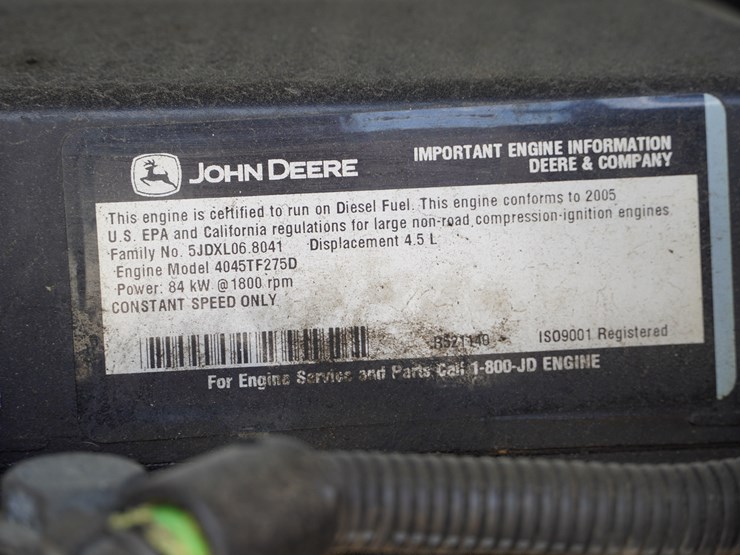 JOHN DEERE
IMPORTANT ENGINE INFORMATION
DEERE & COMPANY
This engine is certified to run on Diesel Fuel. This engine conforms to 2005
U.S. EPA and California regulations for large non-road compression-ignition engines
Family No. 5JDXL06.8041 Displacement 4.5 L
Engine Model 4045TF275D
Power: 84 kW @1800 rpm
CONSTANT SPEED ONLY
ISO9001 Registered
For Engine Service and Parts Call 1-800-JD ENGINE